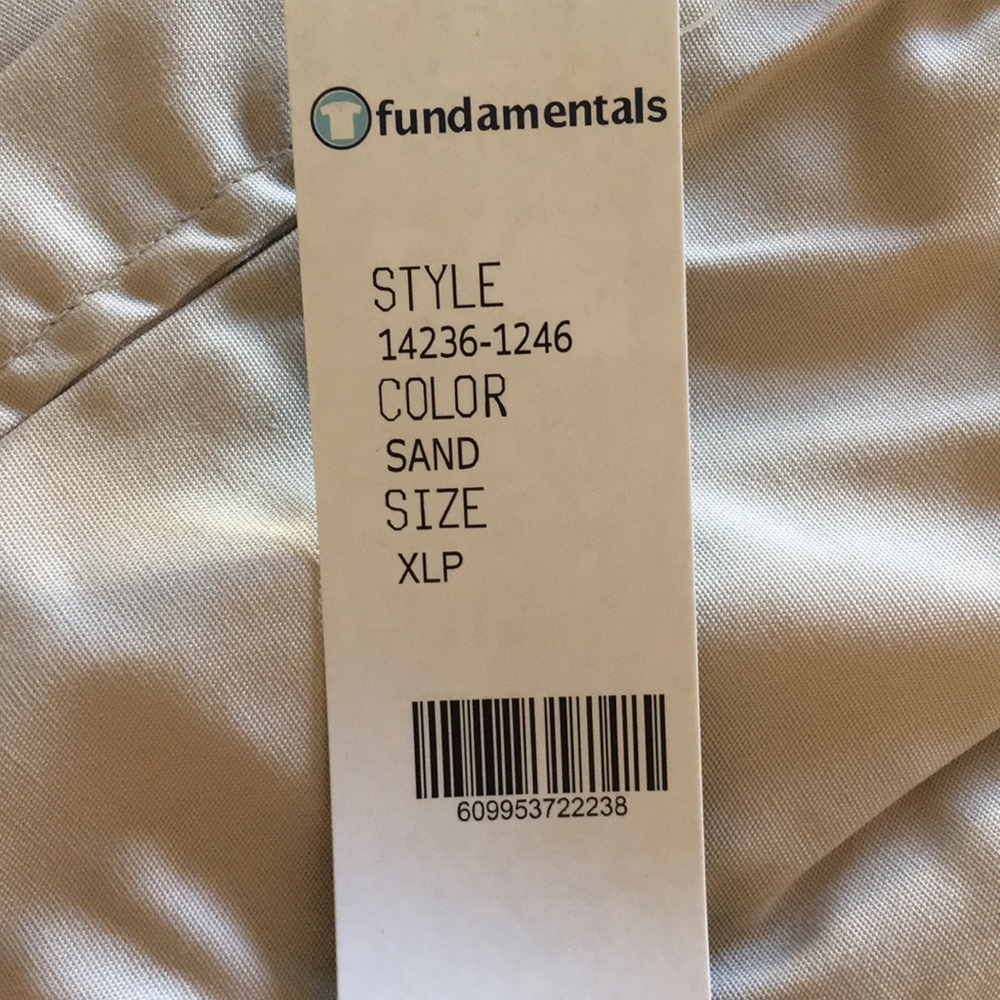 fundamentals
STYLE
14236-1246
COLOR
SAND
SIZE
XLP
609953722238